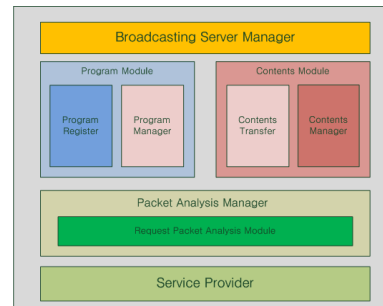 Broadcasting Server Manager
Program Module
Contents Module
Program
Register
Program
Manager
Contents
Transfer
Contents
Manager
Packet Analysis Manager
Request Packet Analysis Module
Service Provider